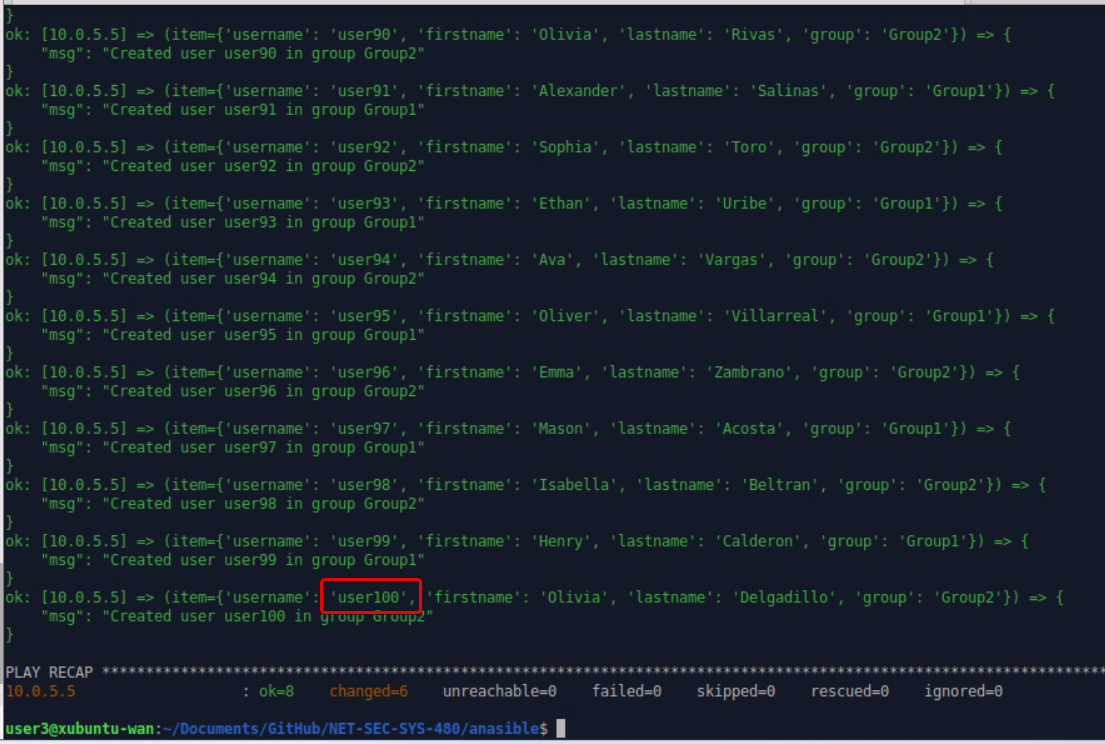 }
ok: [10.0.5.5] => (item={'username': 'user90', 'firstname': 'Olivia', 'lastname': 'Rivas', 'group': 'Group2'}) => {
    "msg": "Created user user90 in group Group2"
}
ok: [10.0.5.5] => (item={'username': 'user91', 'firstname': 'Alexander', 'lastname': 'Salinas', 'group': 'Group1'}) => {
    "msg": "Created user user91 in group Group1"
}
ok: [10.0.5.5] => (item={'username': 'user92', 'firstname': 'Sophia', 'lastname': 'Toro', 'group': 'Group2'}) => {
    "msg": "Created user user92 in group Group2"
}
ok: [10.0.5.5] => (item={'username': 'user93', 'firstname': 'Ethan', 'lastname': 'Uribe', 'group': 'Group1'}) => {
    "msg": "Created user user93 in group Group1"
}
ok: [10.0.5.5] => (item={'username': 'user94', 'firstname': 'Ava', 'lastname': 'Vargas', 'group': 'Group2'}) => {
    "msg": "Created user user94 in group Group2"
}
ok: [10.0.5.5] => (item={'username': 'user95', 'firstname': 'Oliver', 'lastname': 'Villarreal', 'group': 'Group1'}) => {
    "msg": "Created user user95 in group Group1"
}
ok: [10.0.5.5] => (item={'username': 'user96', 'firstname': 'Emma', 'lastname': 'Zambrano', 'group': 'Group2'}) => {
    "msg": "Created user user96 in group Group2"
}
ok: [10.0.5.5] => (item={'username': 'user97', 'firstname': 'Mason', 'lastname': 'Acosta', 'group': 'Group1'}) => {
    "msg": "Created user user97 in group Group1"
}
ok: [10.0.5.5] => (item={'username': 'user98', 'firstname': 'Isabella', 'lastname': 'Beltran', 'group': 'Group2'}) => {
    "msg": "Created user user98 in group Group2"
}
ok: [10.0.5.5] => (item={'username': 'user99', 'firstname': 'Henry', 'lastname': 'Calderon', 'group': 'Group1'}) => {
    "msg": "Created user user99 in group Group1"
}
ok: [10.0.5.5] => (item={'username': 'user100', 'firstname': 'Olivia', 'lastname': 'Delgadillo', 'group': 'Group2'}) => {
    "msg": "Created user user100 in group Group2"
}
PLAY RECAP ******************************************************************************************************************
10.0.5.5                   : ok=8    changed=6    unreachable=0    failed=0    skipped=0    rescued=0    ignored=0
user3@xubuntu-wan:~/Documents/GitHub/NET-SEC-SYS-480/anasible$